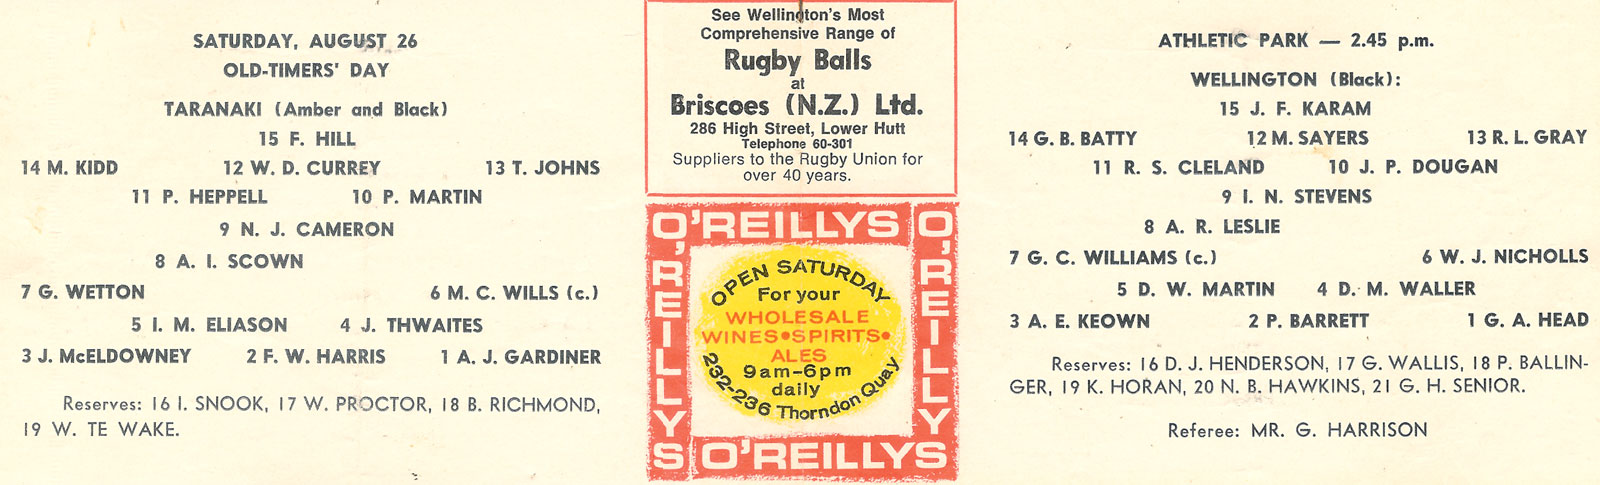 SATURDAY, AUGUST 26
OLD-TIMERS' DAY
TARANAKI (Amber and Black)
15 F. HILL
14 M. KIDD 12 W. D. CURREY 13 T. JOHNS
11 P. HEPPELL 10 P. MARTIN
9 N. J. CAMERON
8 A. I. SCOWN
7 G. WETTON 6 M. C. WILLS (c.)
5 I. M. ELIASON 4 J. THWAITES
3 J. McELDOWNEY 2 F. W. HARRIS 1 A. J. GARDINER
Reserves: 16 I. SNOOK, 17 W. PROCTOR, 18 B. RICHMOND,
19 W. TE WAKE.
See Wellington's Most
Comprehensive Range of
Rugby Balls
at
Briscoes (N.Z.) Ltd.
286 High Street, Lower Hutt
Telephone 60-301
Suppliers to the Rugby Union for
over 40 years.
O'REILLYS
O'REILLYS
O'REILLYS
OPEN SATURDAY
For your
WHOLESALE
WINES•SPIRITS•
ALES
9am-6pm
daily
232-236 Thorndon Quay
O'REILLYS
ATHLETIC PARK — 2.45 p.m.
WELLINGTON (Black):
15 J. F. KARAM
14 G. B. BATTY 12 M. SAYERS 13 R. L. GRAY
11 R. S. CLELAND 10 J. P. DOUGAN
9 I. N. STEVENS
8 A. R. LESLIE
7 G. C. WILLIAMS (c.) 6 W. J. NICHOLLS
5 D. W. MARTIN 4 D. M. WALLER
3 A. E. KEOWN 2 P. BARRETT 1 G. A. HEAD
Reserves: 16 D. J. HENDERSON, 17 G. WALLIS, 18 P. BALLIN-
GER, 19 K. HORAN, 20 N. B. HAWKINS, 21 G. H. SENIOR.
Referee: MR. G. HARRISON